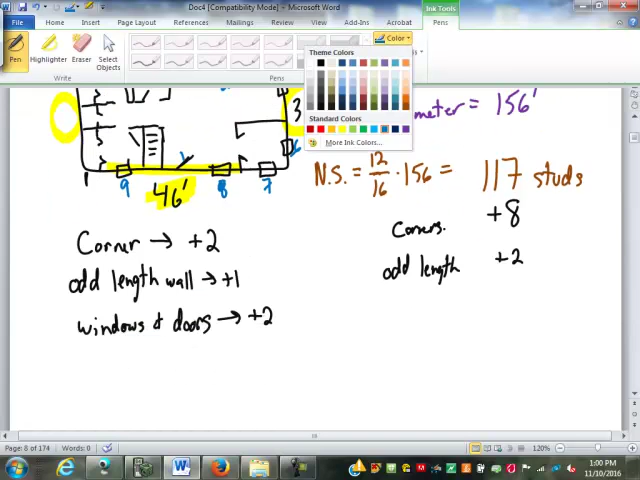 Doc4 [Compatibility Mode] - Microsoft Word
Ink Tools
File
Home
Insert
Page Layout
References
Mailings
Review
View
Acrobat
Pens
Pen
Highlighter
Eraser
Select Objects
Color
Write
Pens
Theme Colors
Standard Colors
More Ink Colors...
3
meter = 156'
6
1
9
46'
8
7
N.S. = 12/16 · 156 = 117 studs
Corners. +8
odd length +2
Corner → +2
odd length wall → +1
windows & doors → +2
Page: 8 of 174
Words: 0
120%
1:00 PM
11/10/2016